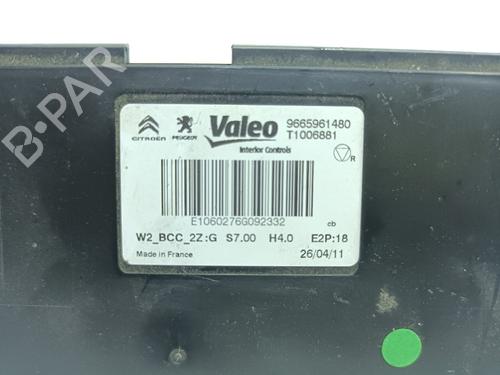 B-PARTS
CITROËN PEUGEOT Valeo 9665961480
T1006881
Interior Controls
R
E1060276G092332 cb
W2_BCC_2Z:G S7.00 H4.0 E2P:18
Made in France 26/04/11